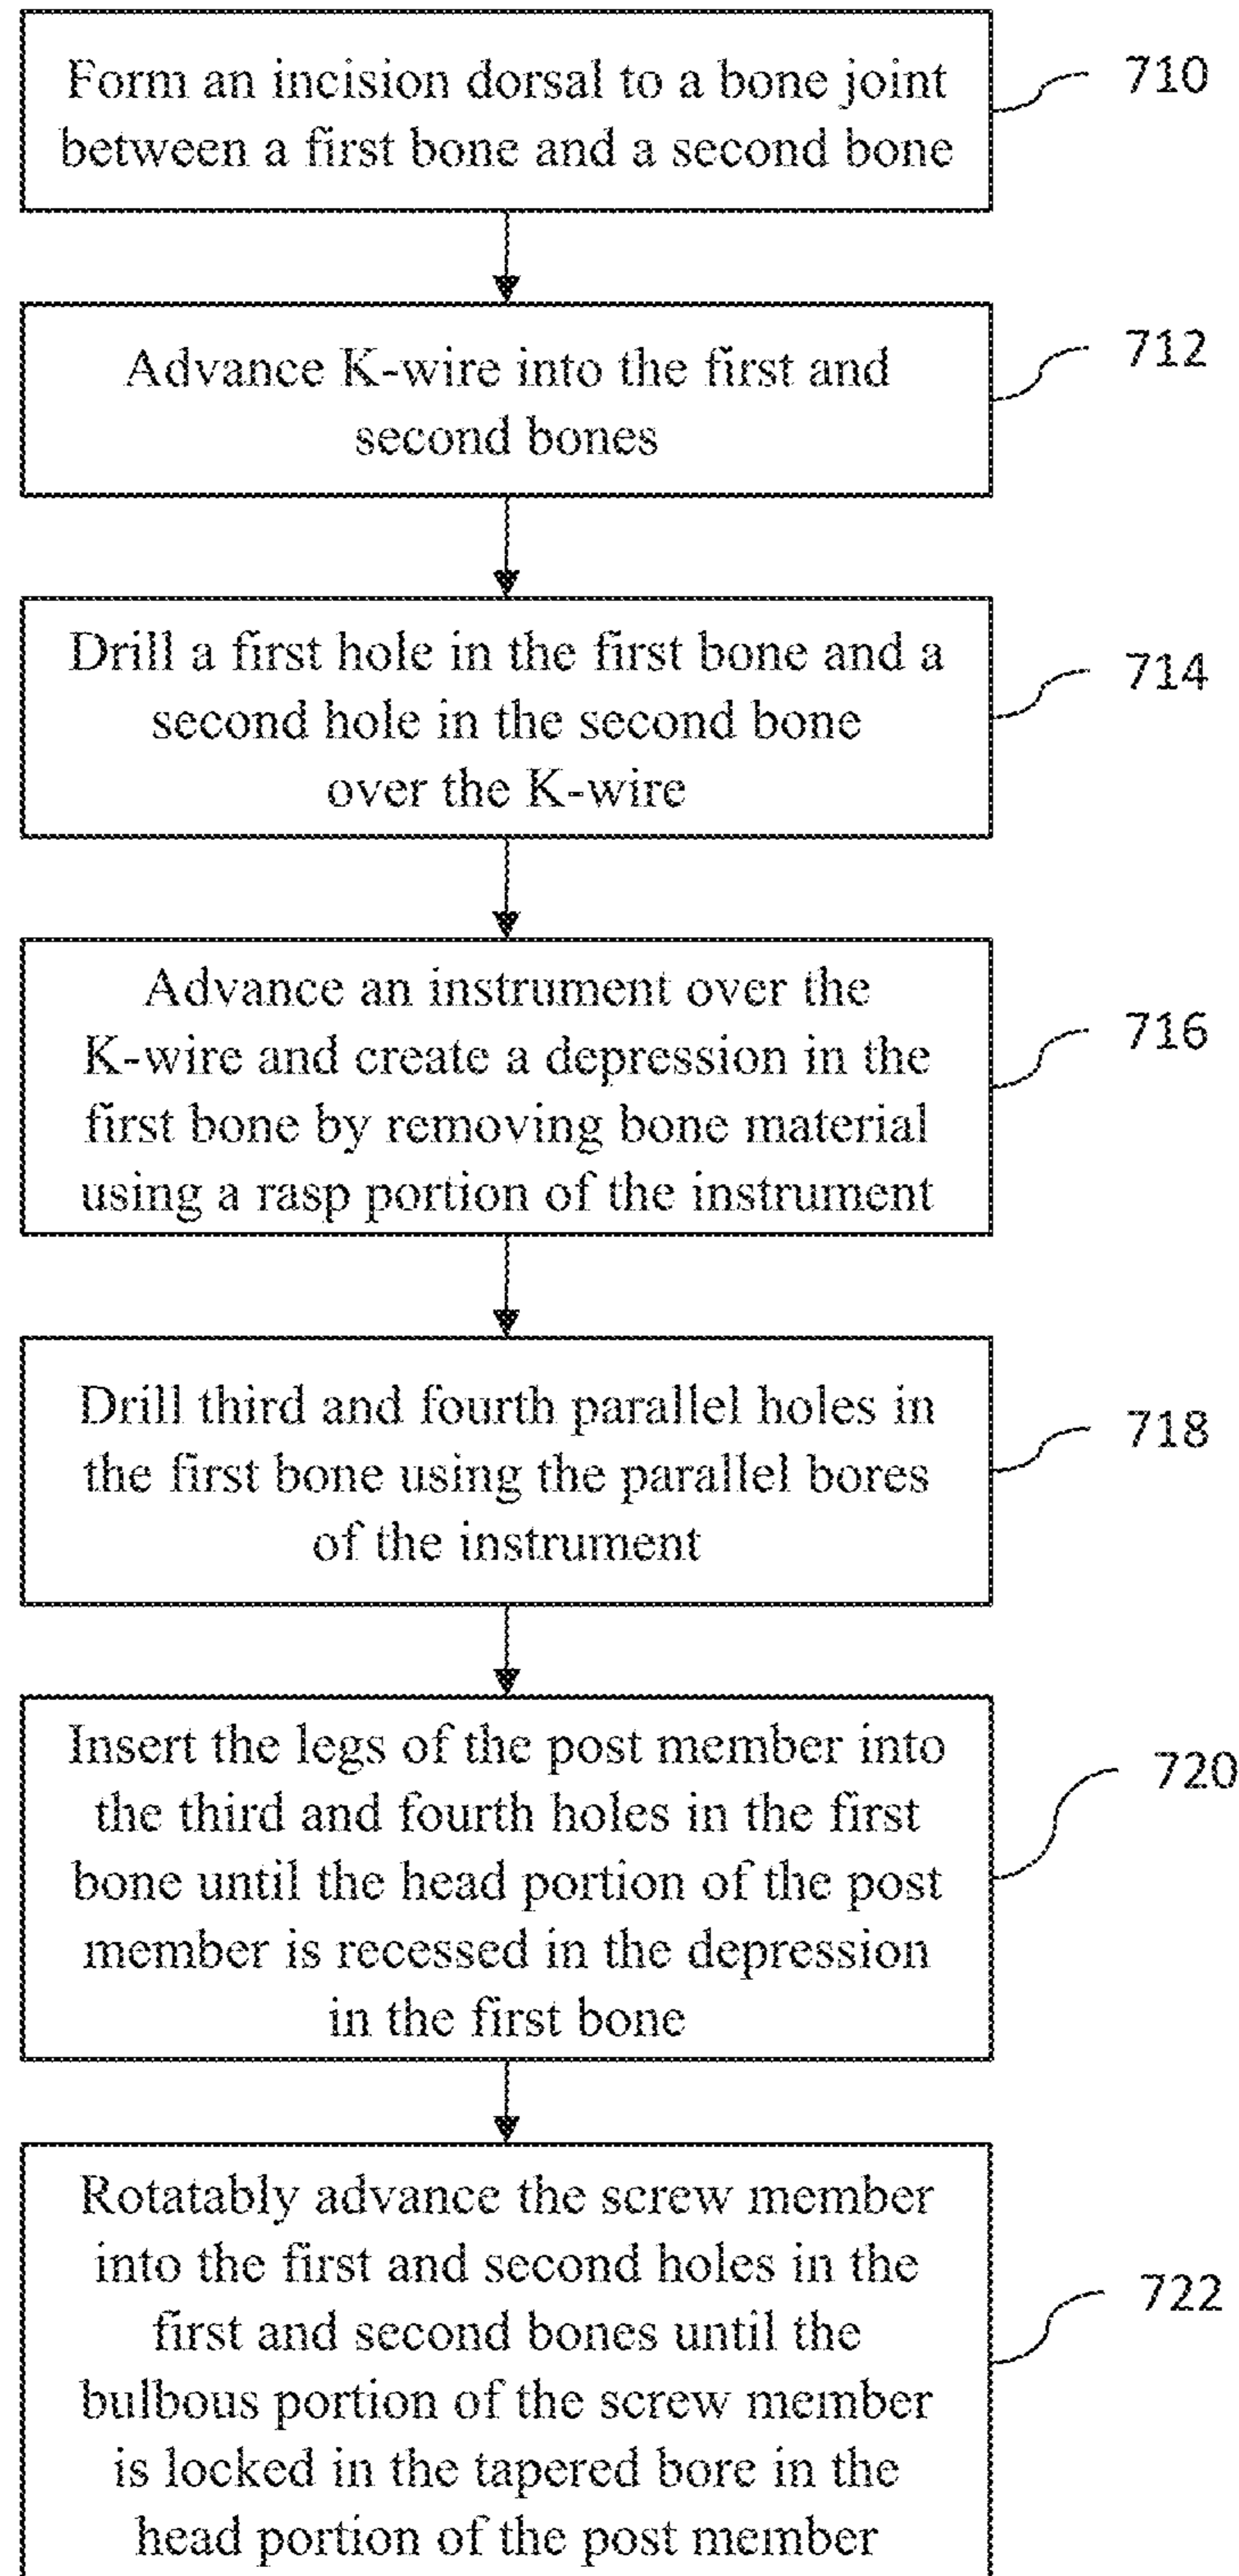 Form an incision dorsal to a bone joint
between a first bone and a second bone
710
Advance K-wire into the first and
second bones
712
Drill a first hole in the first bone and a
second hole in the second bone
over the K-wire
714
Advance an instrument over the
K-wire and create a depression in the
first bone by removing bone material
using a rasp portion of the instrument
716
Drill third and fourth parallel holes in
the first bone using the parallel bores
of the instrument
718
Insert the legs of the post member into
the third and fourth holes in the first
bone until the head portion of the post
member is recessed in the depression
in the first bone
720
Rotatably advance the screw member
into the first and second holes in the
first and second bones until the
bulbous portion of the screw member
is locked in the tapered bore in the
head portion of the post member
722